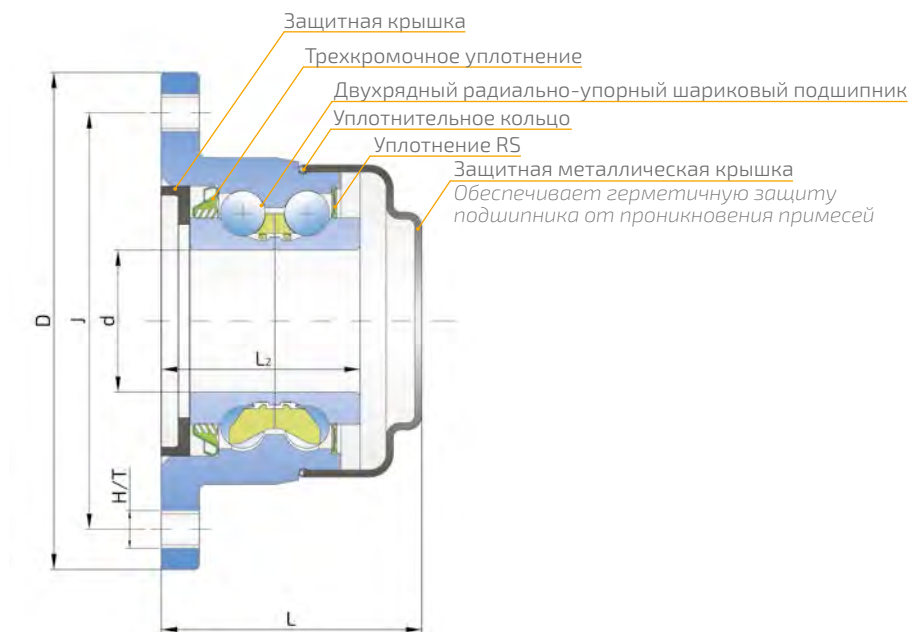 Защитная крышка
Трехкромочное уплотнение
Двухрядный радиально-упорный шариковый подшипник
Уплотнительное кольцо
Уплотнение RS
Защитная металлическая крышка
Обеспечивает герметичную защиту
подшипника от проникновения примесей
D
J
d
L₂
H/T
L